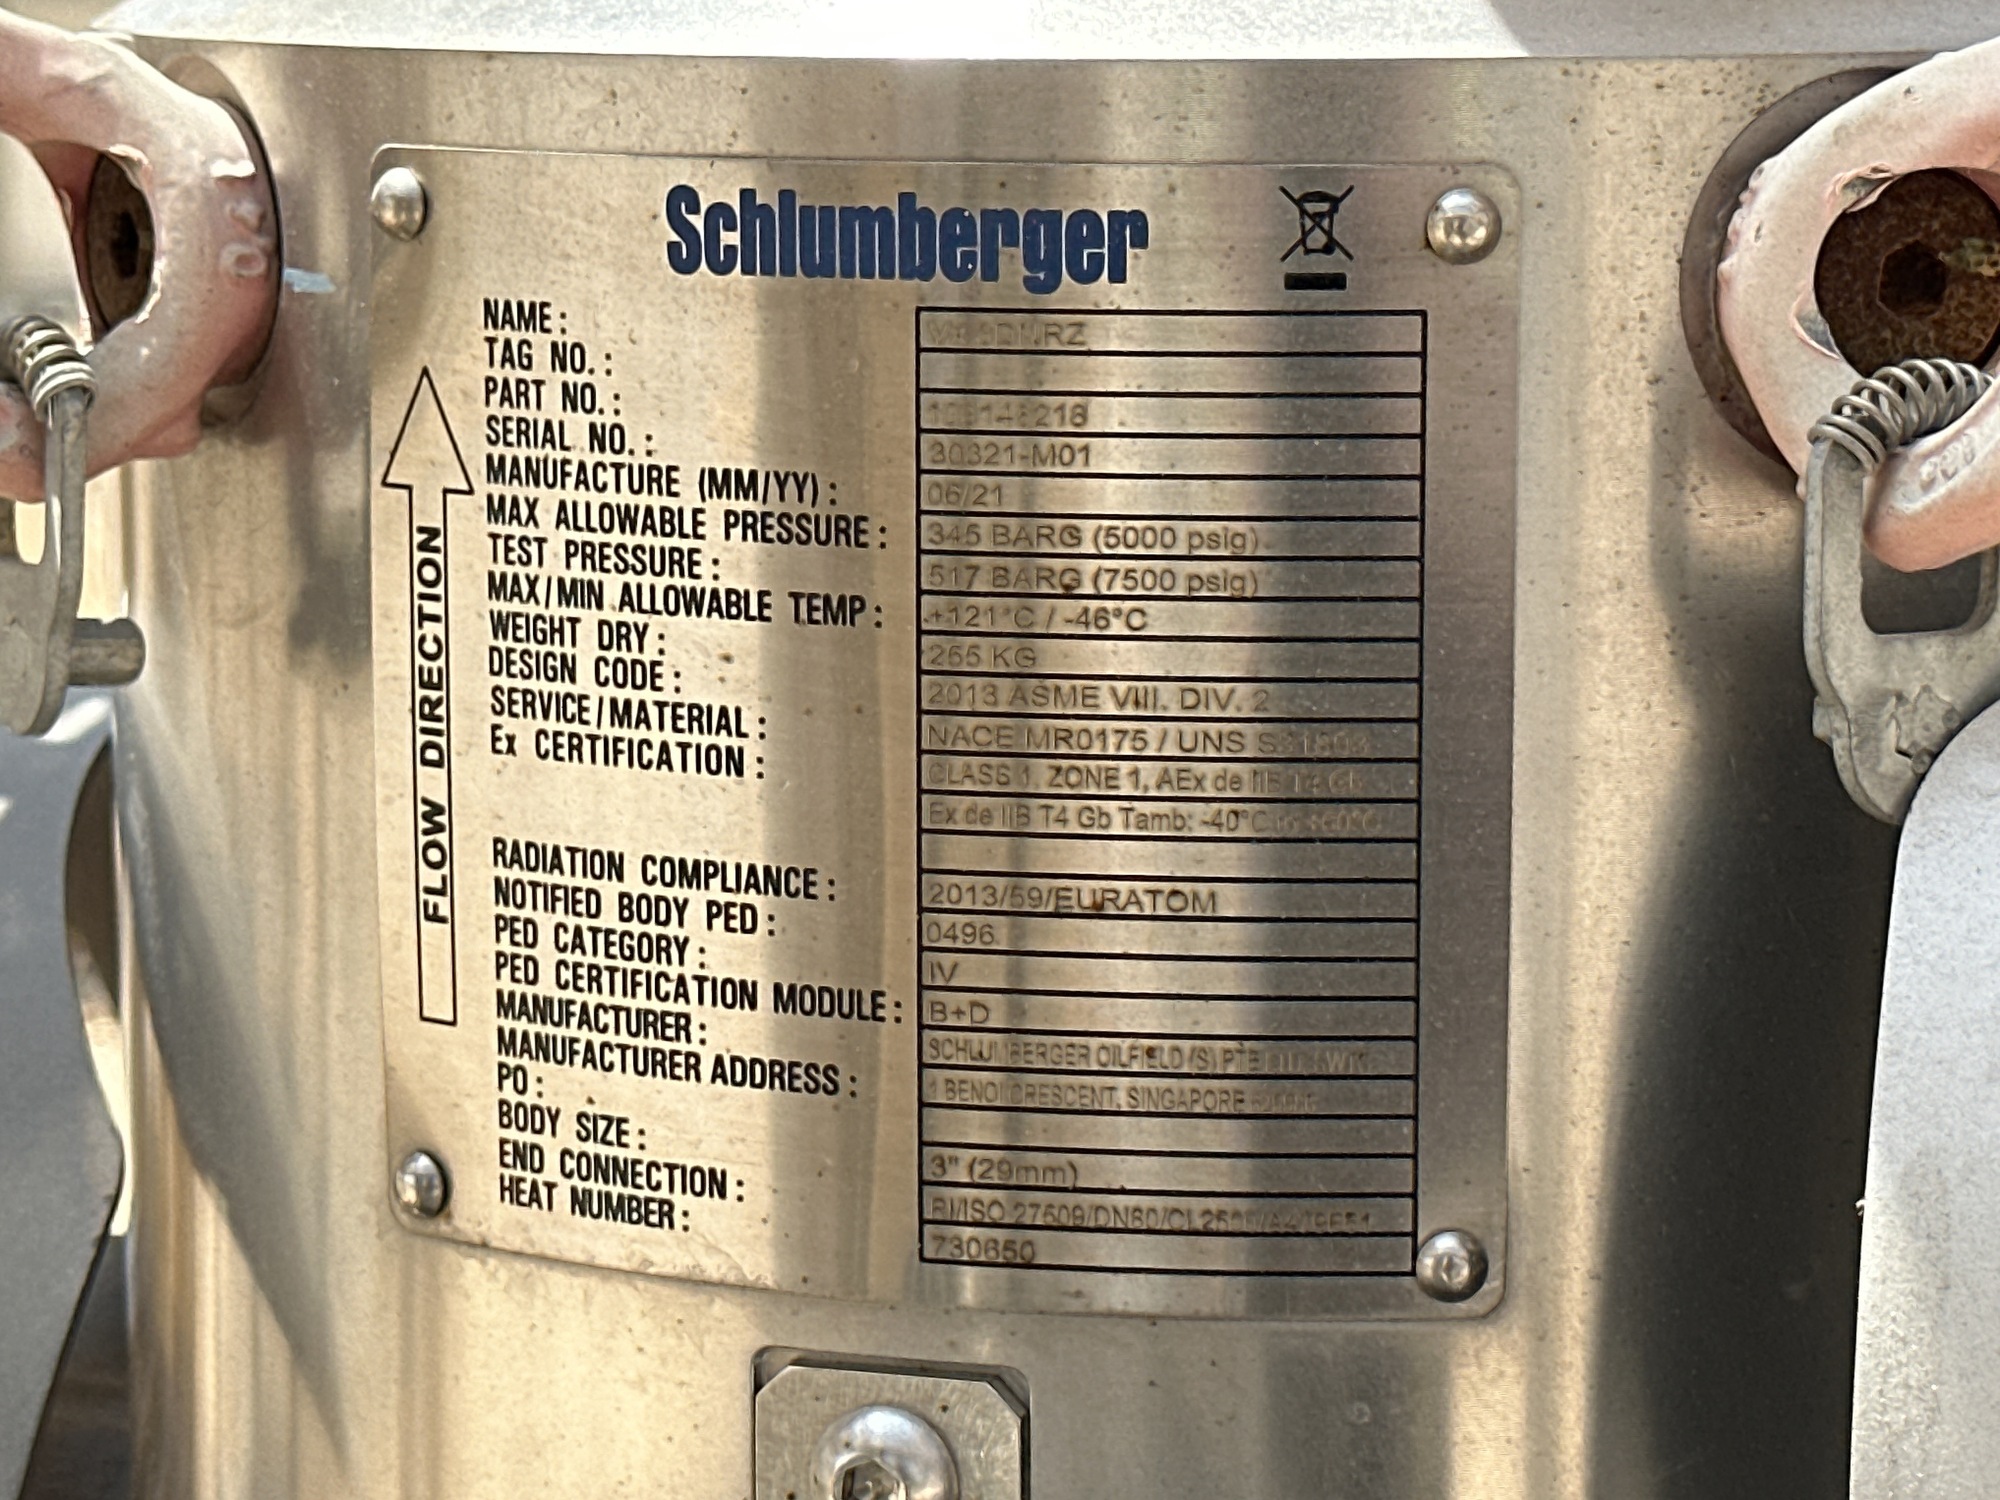 Schlumberger
FLOW DIRECTION
NAME:
TAG NO.:
PART NO.:
SERIAL NO.: 30321-M01
MANUFACTURE (MM/YY): 06/21
MAX ALLOWABLE PRESSURE: 345 BARG (5000 psig)
TEST PRESSURE: 517 BARG (7500 psig)
MAX/MIN ALLOWABLE TEMP: +121°C / -46°C
WEIGHT DRY: 255 KG
DESIGN CODE: 2013 ASME VIII. DIV. 2
SERVICE/MATERIAL: NACE MR0175 / UNS
Ex CERTIFICATION: CLASS 1, ZONE 1, AEx de IIB T4 Gb
Ex de IIB T4 Gb Tamb: -40°C to +60°C
RADIATION COMPLIANCE: 2013/59/EURATOM
NOTIFIED BODY PED: 0496
PED CATEGORY: IV
PED CERTIFICATION MODULE: B+D
MANUFACTURER: SCHLUMBERGER OILFIELD (S) PTE
MANUFACTURER ADDRESS: 1 BENOI CRESCENT, SINGAPORE
PO:
BODY SIZE: 3" (29mm)
END CONNECTION:
HEAT NUMBER: 730650